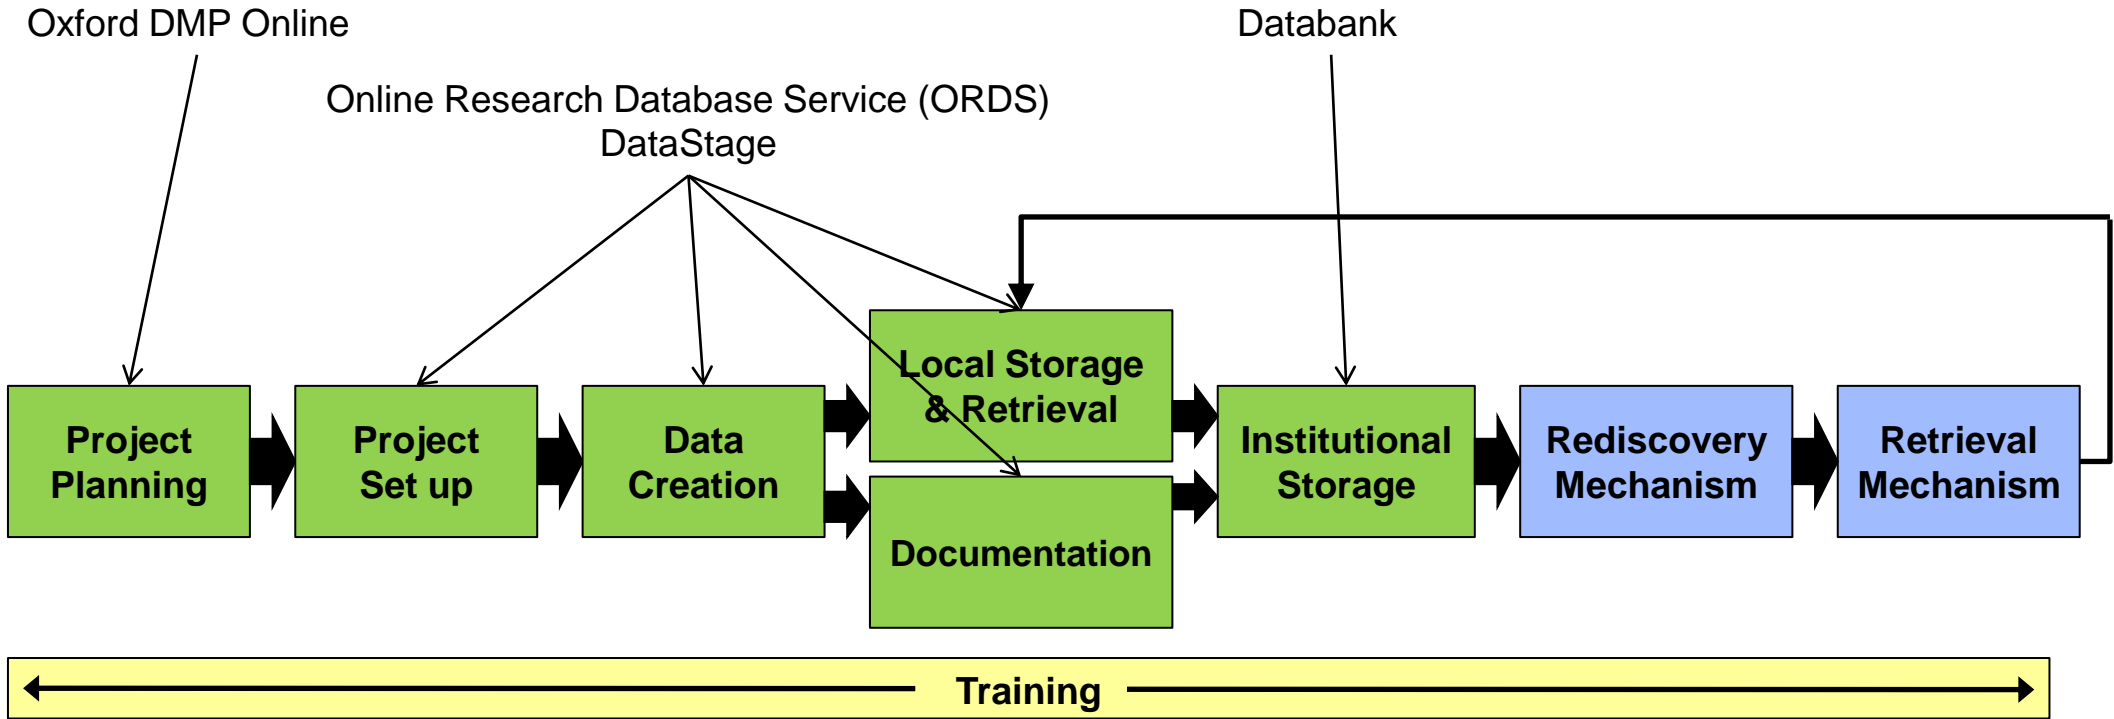 Oxford DMP Online
Databank
Online Research Database Service (ORDS)
DataStage
Project
Planning
Project
Set up
Data
Creation
Local Storage
& Retrieval
Documentation
Institutional
Storage
Rediscovery
Mechanism
Retrieval
Mechanism
Training